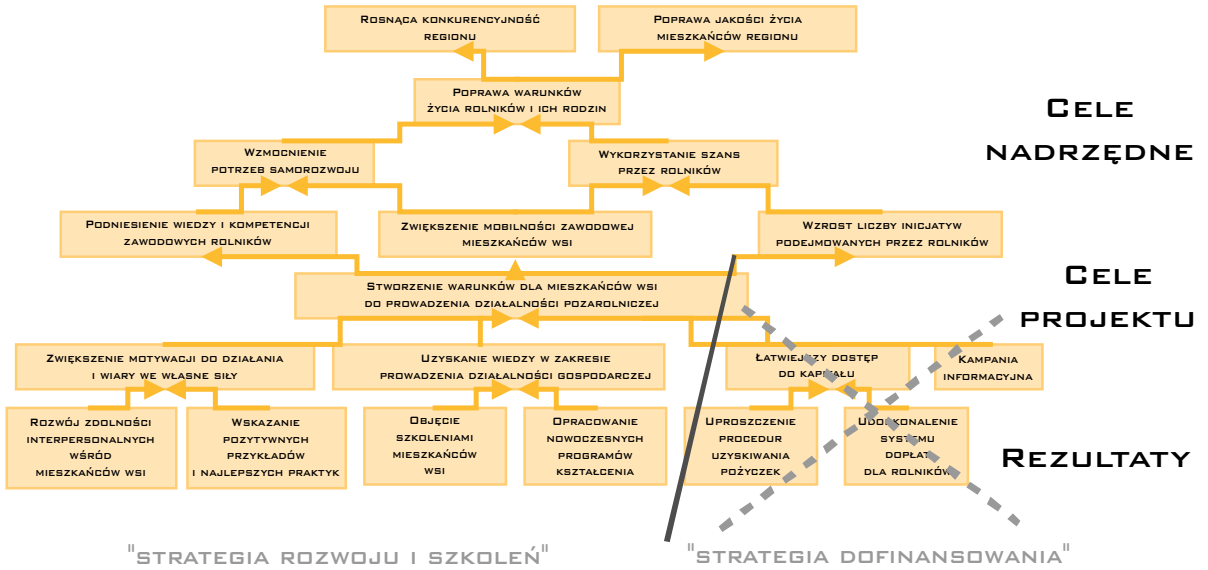 Rosnąca konkurencyjność
regionu
Poprawa jakości życia
mieszkańców regionu
Poprawa warunków
życia rolników i ich rodzin
Cele
nadrzędne
Wzmocnienie
potrzeb samorozwoju
Wykorzystanie szans
przez rolników
Podniesienie wiedzy i kompetencji
zawodowych rolników
Zwiększenie mobilności zawodowej
mieszkańców wsi
Wzrost liczby inicjatyw
podejmowanych przez rolników
Cele
projektu
Stworzenie warunków dla mieszkańców wsi
do prowadzenia działalności pozarolniczej
Zwiększenie motywacji do działania
i wiary we własne siły
Uzyskanie wiedzy w zakresie
prowadzenia działalności gospodarczej
Łatwiejszy dostęp
do kapitału
Kampania
informacyjna
Rozwój zdolności
interpersonalnych
wśród
mieszkańców wsi
Wskazanie
pozytywnych
przykładów
i najlepszych praktyk
Objęcie
szkoleniami
mieszkańców
wsi
Opracowanie
nowoczesnych
programów
kształcenia
Uproszczenie
procedur
uzyskiwania
pożyczek
Udoskonalenie
systemu
dopłat
dla rolników
Rezultaty
"strategia rozwoju i szkoleń"
"strategia dofinansowania"